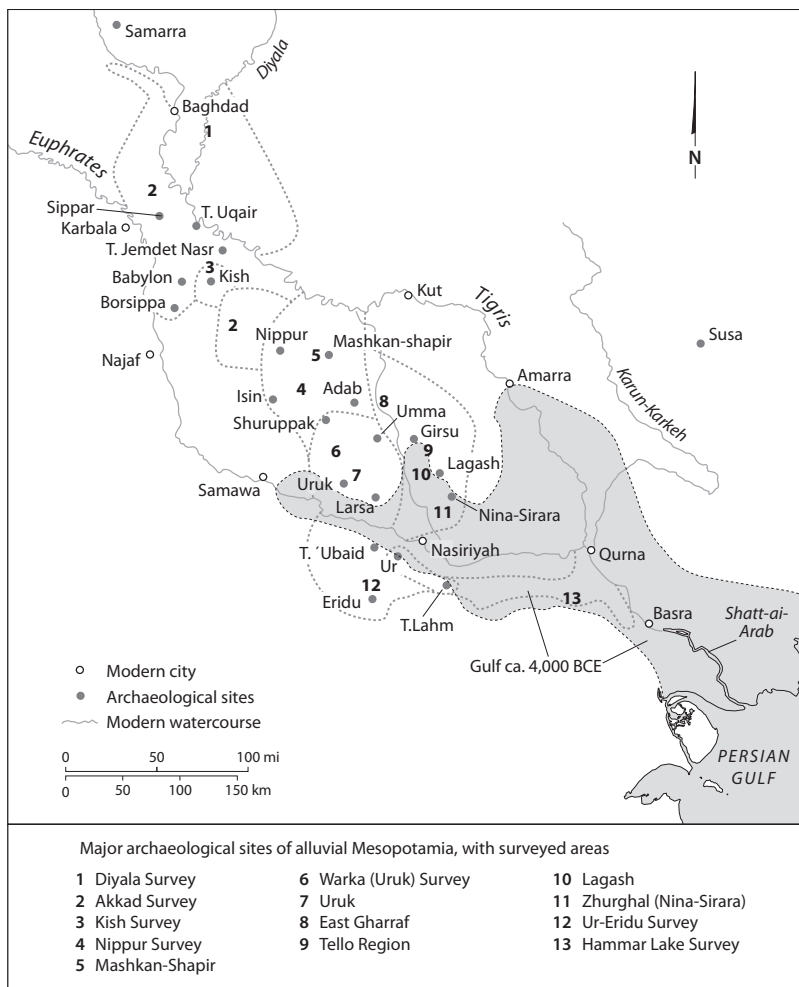 Samarra
Diyala
Baghdad
1
Euphrates
2
Sippar
T. Uqair
Karbala
T. Jemdet Nasr
3
Babylon
Kish
Borsippa
N
Kut
Tigris
2
Nippur
5
Mashkan-shapir
Susa
Najaf
Amarra
Karun-Karkeh
4
Isin
Adab
8
Umma
Shuruppak
Girsu
6
9
Lagash
10
7
Uruk
Samawa
Larsa
11
Nina-Sirara
Nasiriyah
T. ´Ubaid
Qurna
Ur
12
Eridu
13
T.Lahm
Basra
Shatt-ai-
Arab
Gulf ca. 4,000 BCE
Modern city
Archaeological sites
Modern watercourse
0 50 100 mi
0 50 100 150 km
PERSIAN
GULF
Major archaeological sites of alluvial Mesopotamia, with surveyed areas
1 Diyala Survey
2 Akkad Survey
3 Kish Survey
4 Nippur Survey
5 Mashkan-Shapir
6 Warka (Uruk) Survey
7 Uruk
8 East Gharraf
9 Tello Region
10 Lagash
11 Zhurghal (Nina-Sirara)
12 Ur-Eridu Survey
13 Hammar Lake Survey